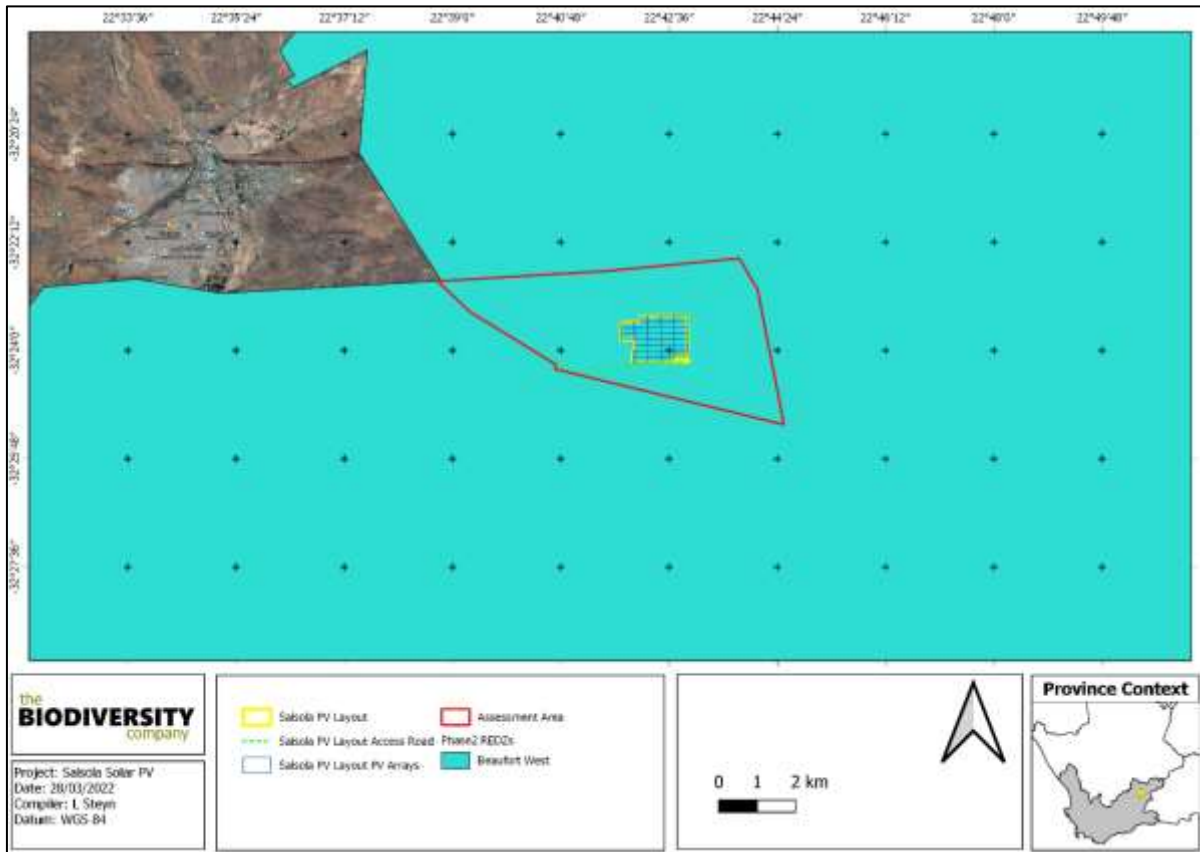 22°33'36" 22°35'24" 22°37'12" 22°39'0" 22°40'48" 22°42'36" 22°44'24" 22°46'12" 22°48'0" 22°49'48"
-32°20'24"
-32°22'12"
-32°24'0"
-32°25'48"
-32°27'36"
the
BIODIVERSITY
company
Project: Salsola Solar PV
Date: 28/03/2022
Compiler: L Steyn
Datum: WGS-84
Salsola PV Layout
Salsola PV Layout Access Road
Salsola PV Layout PV Arrays
Assessment Area
Phase2 REDZs
Beaufort West
0 1 2 km
Province Context